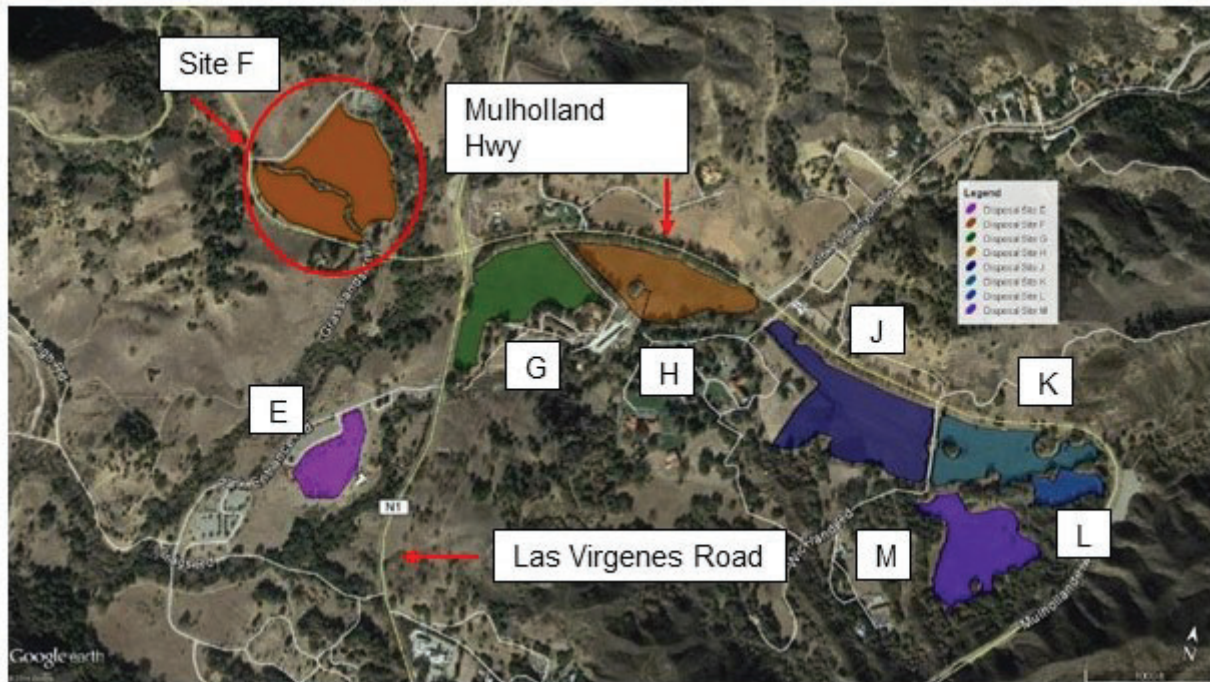 Site F
Mulholland
Hwy
Legend
Disposal Site E
Disposal Site F
Disposal Site G
Disposal Site H
Disposal Site J
Disposal Site K
Disposal Site L
Disposal Site M
J
K
G
H
E
N1
Las Virgenes Road
M
L
N
Google earth